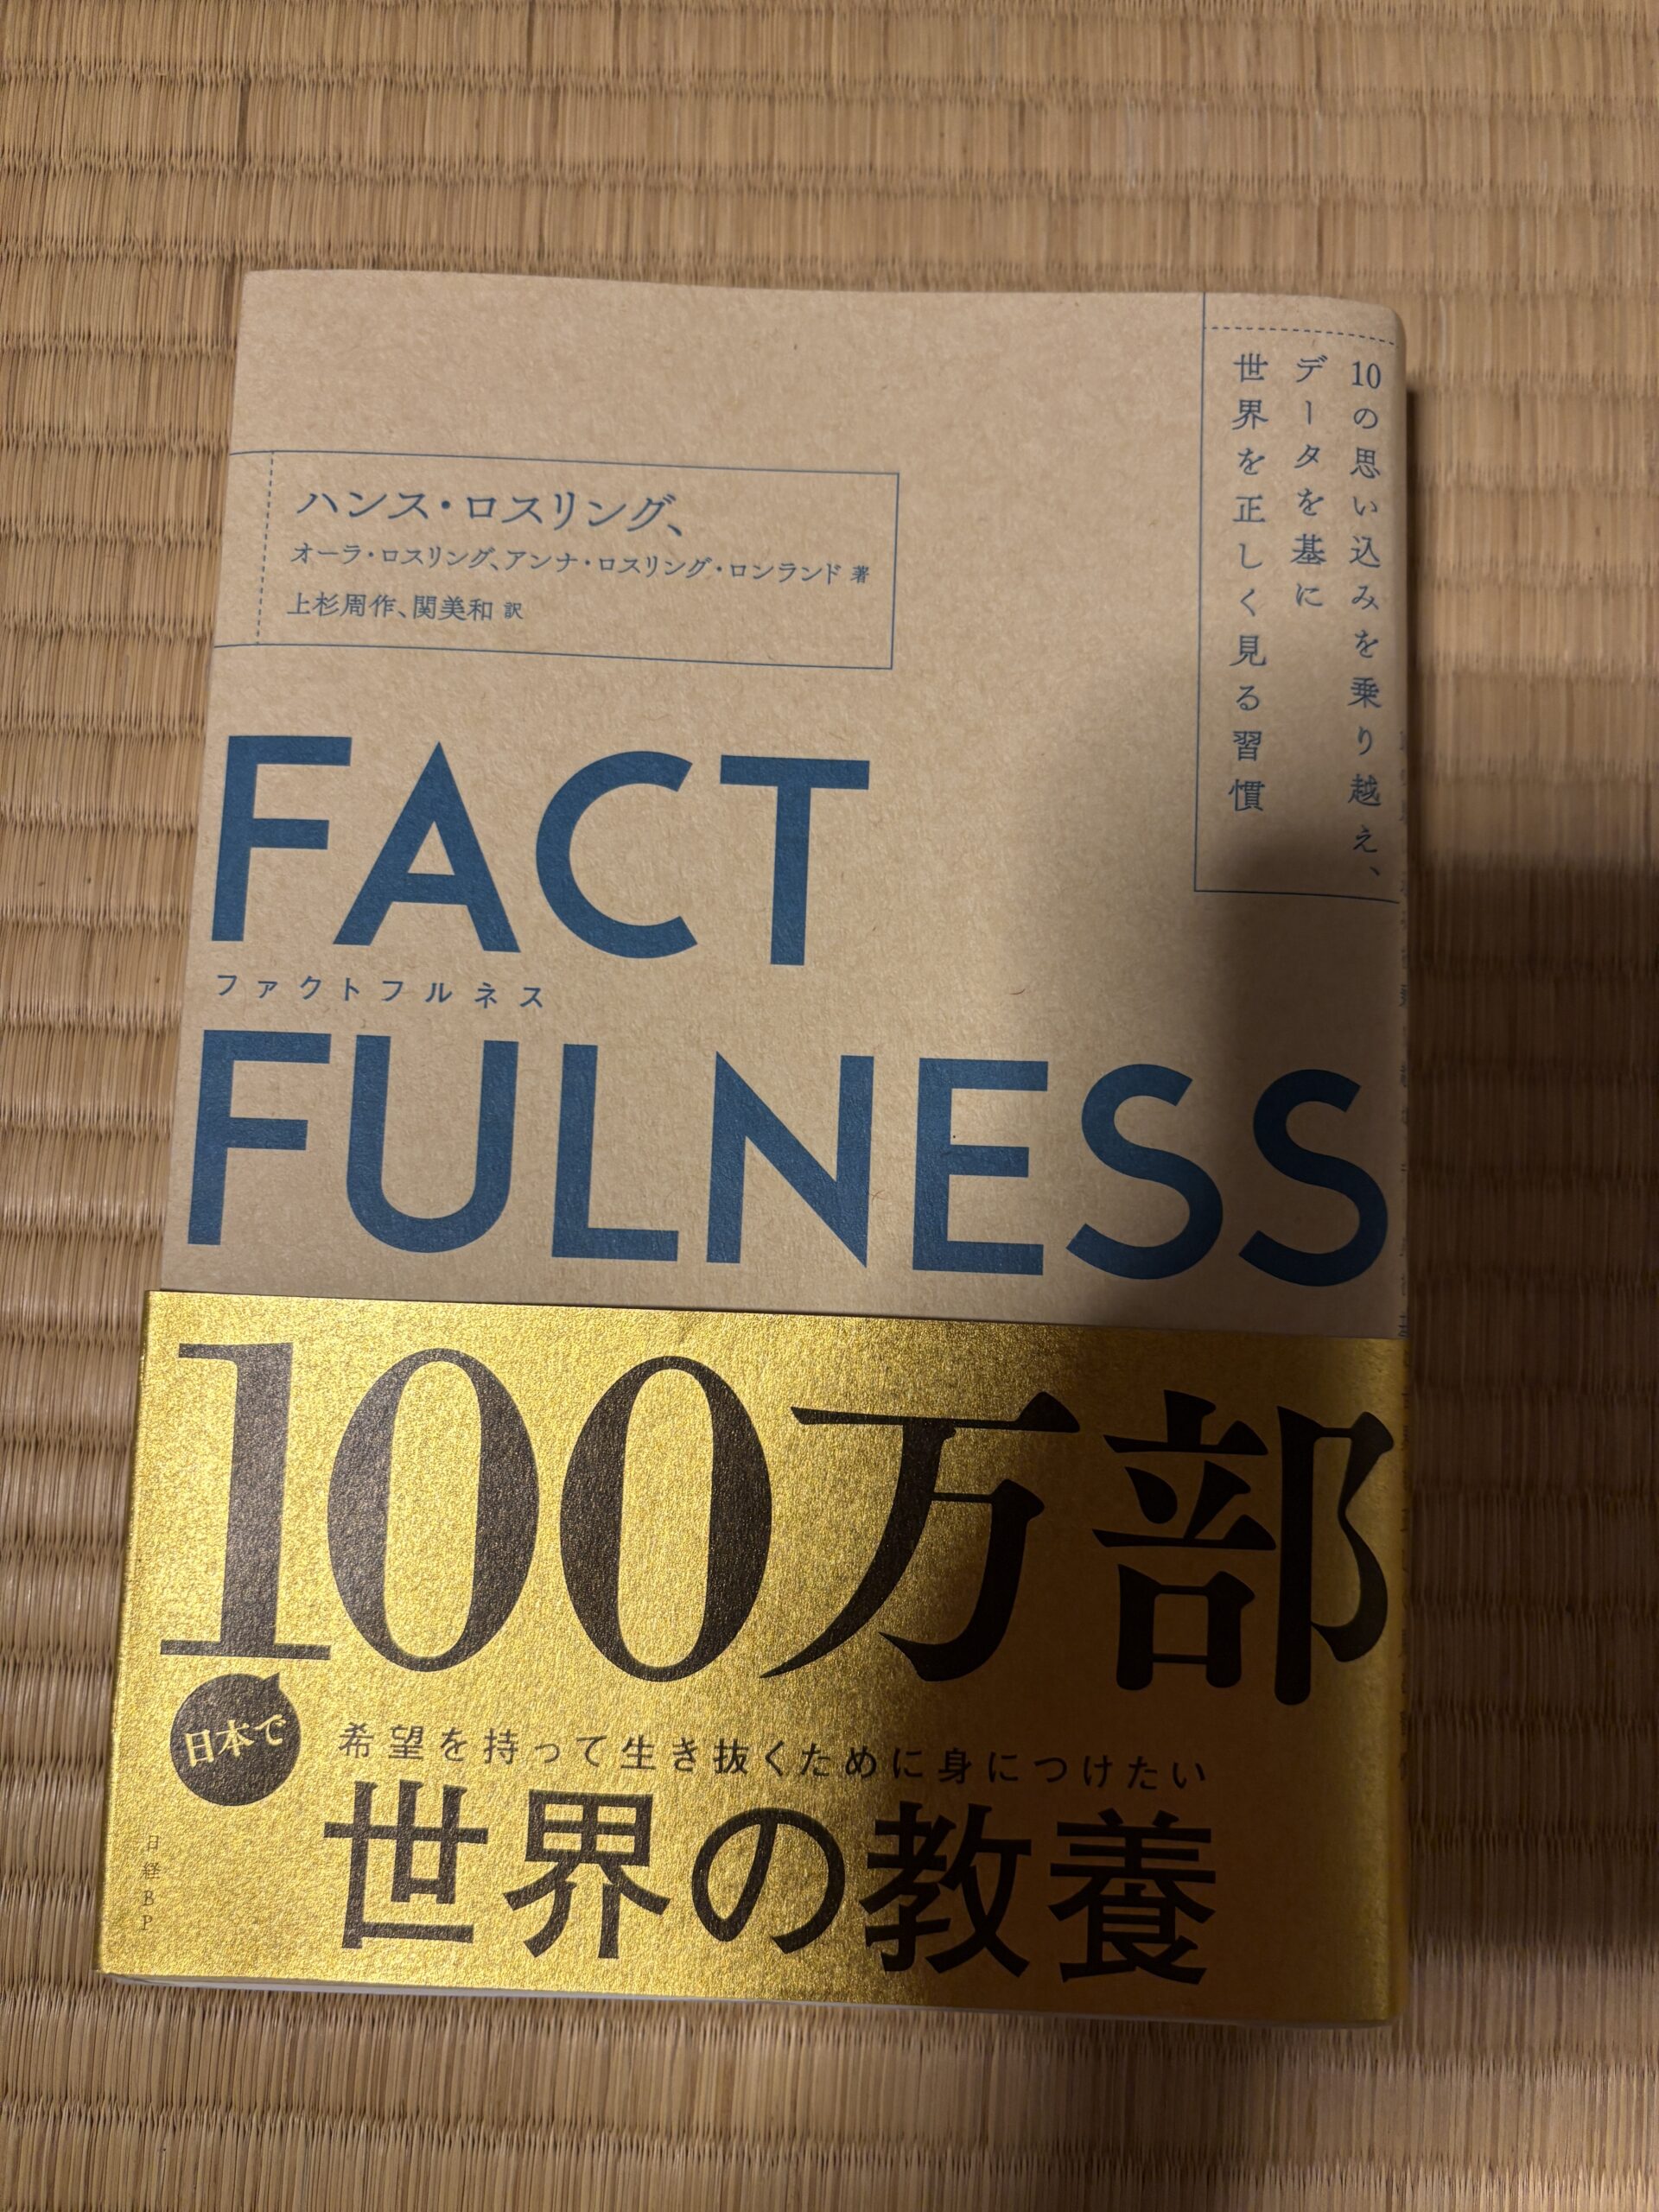 10の思い込みを乗り越え、
データを基に
世界を正しく見る習慣
ハンス・ロスリング、
オーラ・ロスリング、アンナ・ロスリング・ロンランド 著
上杉周作、関美和 訳
FACT
ファクトフルネス
FULNESS
100万部
日本で
希望を持って生き抜くために身につけたい
世界の教養
日経BP